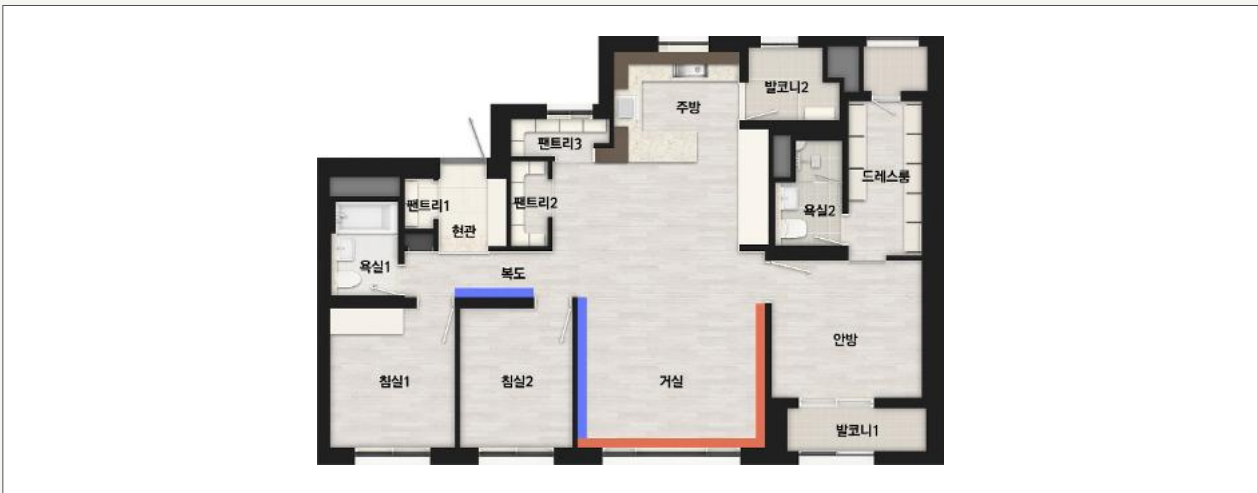 주방
발코니2
팬트리3
드레스룸
팬트리1
팬트리2
욕실2
현관
욕실1
복도
안방
침실1
침실2
거실
발코니1